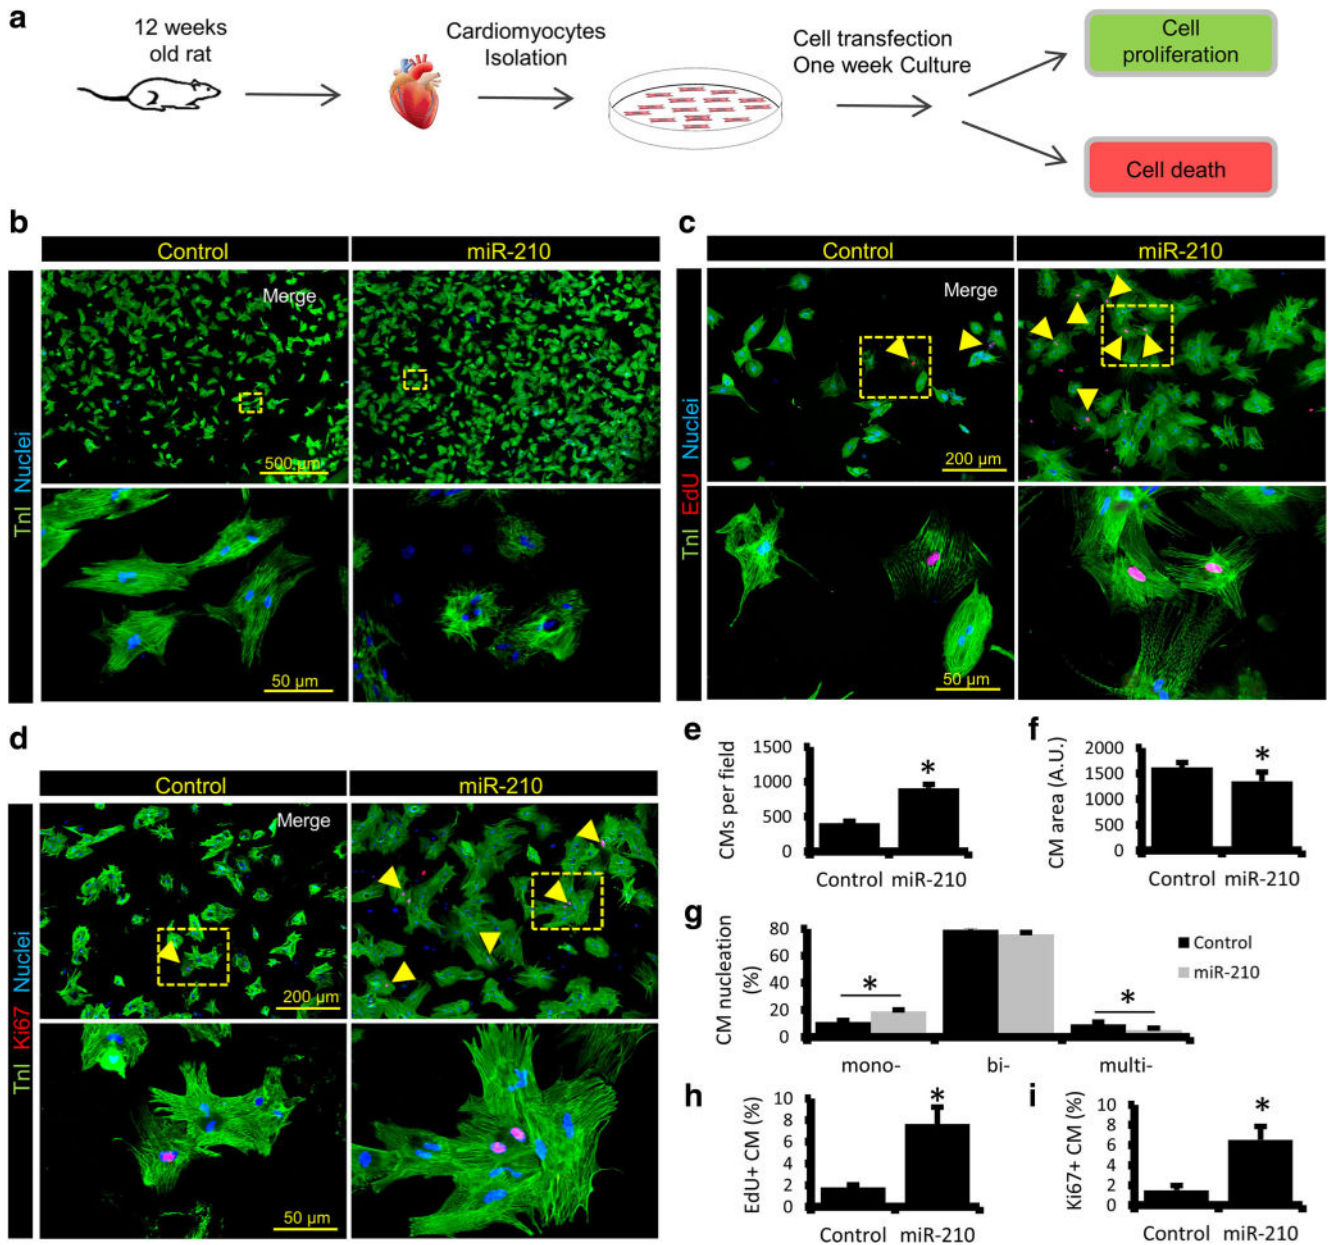 a
12 weeks
old rat
Cardiomyocytes
Isolation
Cell transfection
One week Culture
Cell
proliferation
Cell death
b
Control
miR-210
TnI Nuclei
Merge
500 µm
50 µm
c
Control
miR-210
TnI EdU Nuclei
Merge
200 µm
50 µm
d
Control
miR-210
TnI Ki67 Nuclei
Merge
200 µm
50 µm
e
CMs per field
1500
1000
500
0
*
Control miR-210
f
CM area (A.U.)
2000
1500
1000
500
0
*
Control miR-210
g
CM nucleation
(%)
80
60
40
20
0
*
*
Control
miR-210
mono- bi- multi-
h
EdU+ CM (%)
10
8
6
4
2
0
*
Control miR-210
i
Ki67+ CM (%)
10
8
6
4
2
0
*
Control miR-210